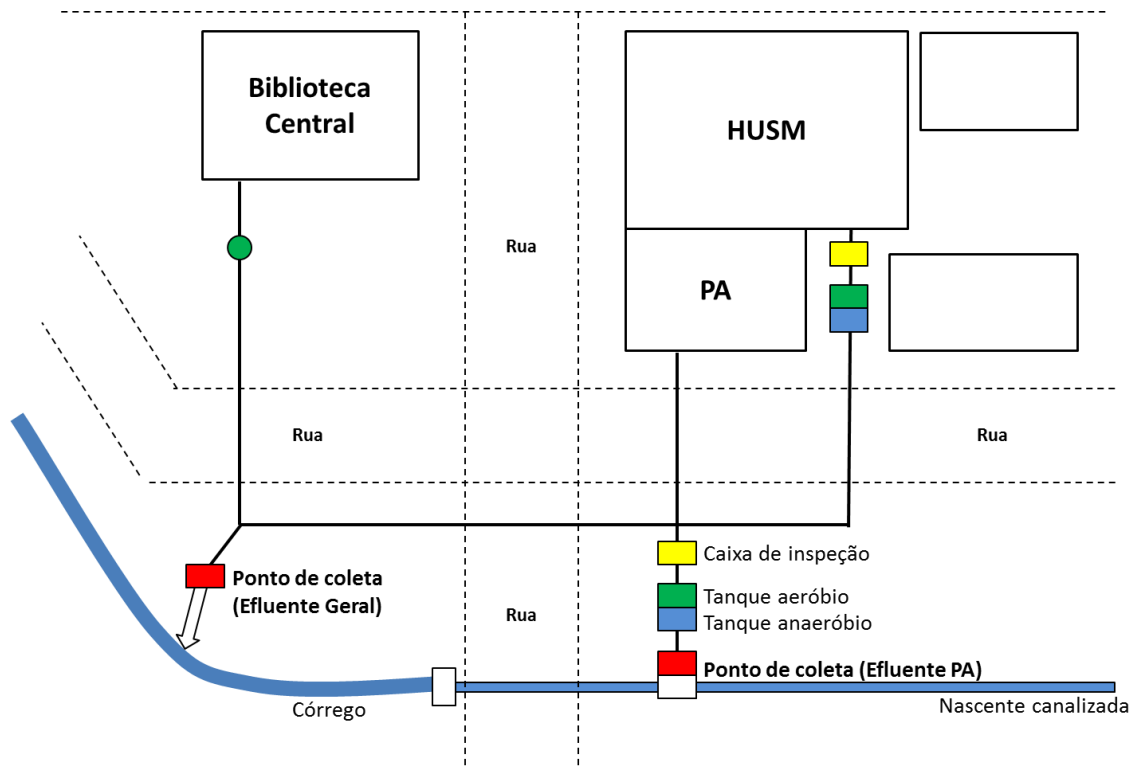 Biblioteca
Central
HUSM
Rua
PA
Rua
Rua
Caixa de inspeção
Ponto de coleta
(Efluente Geral)
Tanque aeróbio
Rua
Tanque anaeróbio
Ponto de coleta (Efluente PA)
Córrego
Nascente canalizada